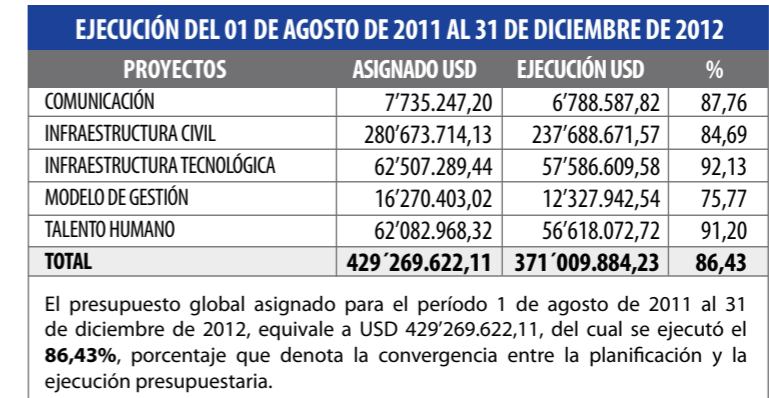 EJECUCIÓN DEL 01 DE AGOSTO DE 2011 AL 31 DE DICIEMBRE DE 2012
PROYECTOS ASIGNADO USD EJECUCIÓN USD %
COMUNICACIÓN 7’735.247,20 6’788.587,82 87,76
INFRAESTRUCTURA CIVIL 280’673.714,13 237’688.671,57 84,69
INFRAESTRUCTURA TECNOLÓGICA 62’507.289,44 57’586.609,58 92,13
MODELO DE GESTIÓN 16’270.403,02 12’327.942,54 75,77
TALENTO HUMANO 62’082.968,32 56’618.072,72 91,20
TOTAL 429´269.622,11 371´009.884,23 86,43
El presupuesto global asignado para el período 1 de agosto de 2011 al 31
de diciembre de 2012, equivale a USD 429’269.622,11, del cual se ejecutó el
86,43%, porcentaje que denota la convergencia entre la planificación y la
ejecución presupuestaria.